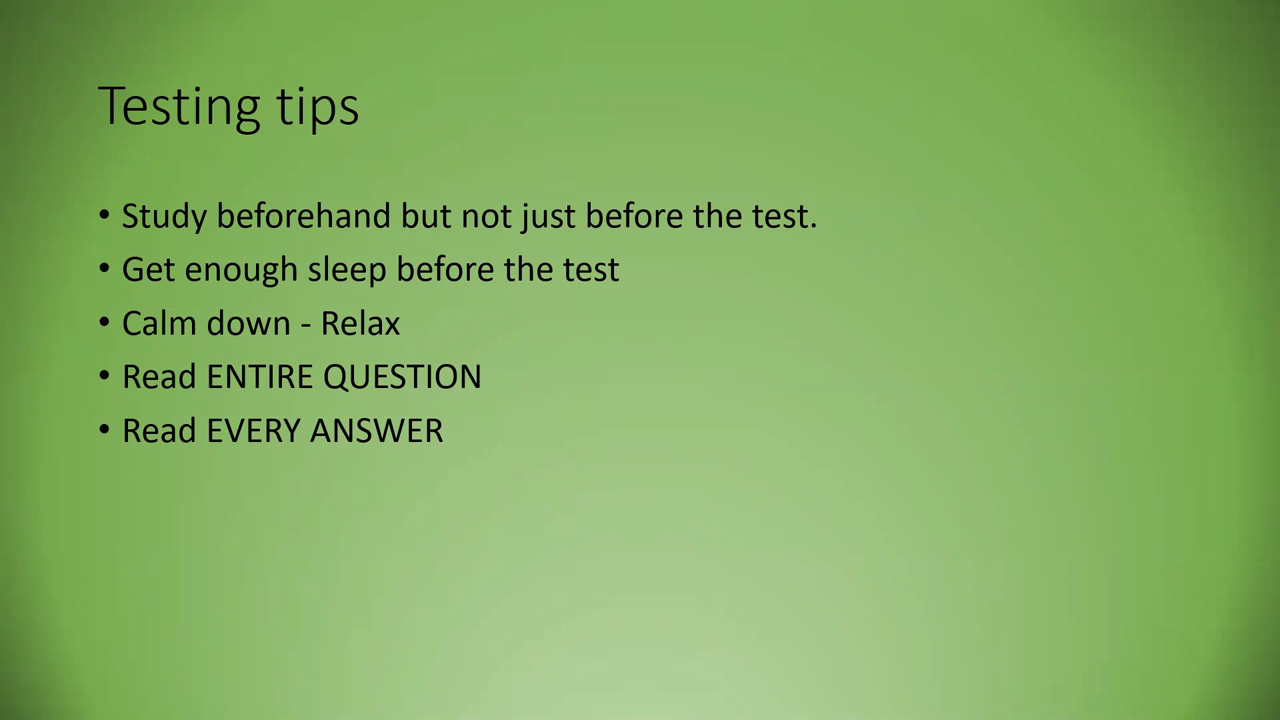 Testing tips
• Study beforehand but not just before the test.
• Get enough sleep before the test
• Calm down - Relax
• Read ENTIRE QUESTION
• Read EVERY ANSWER